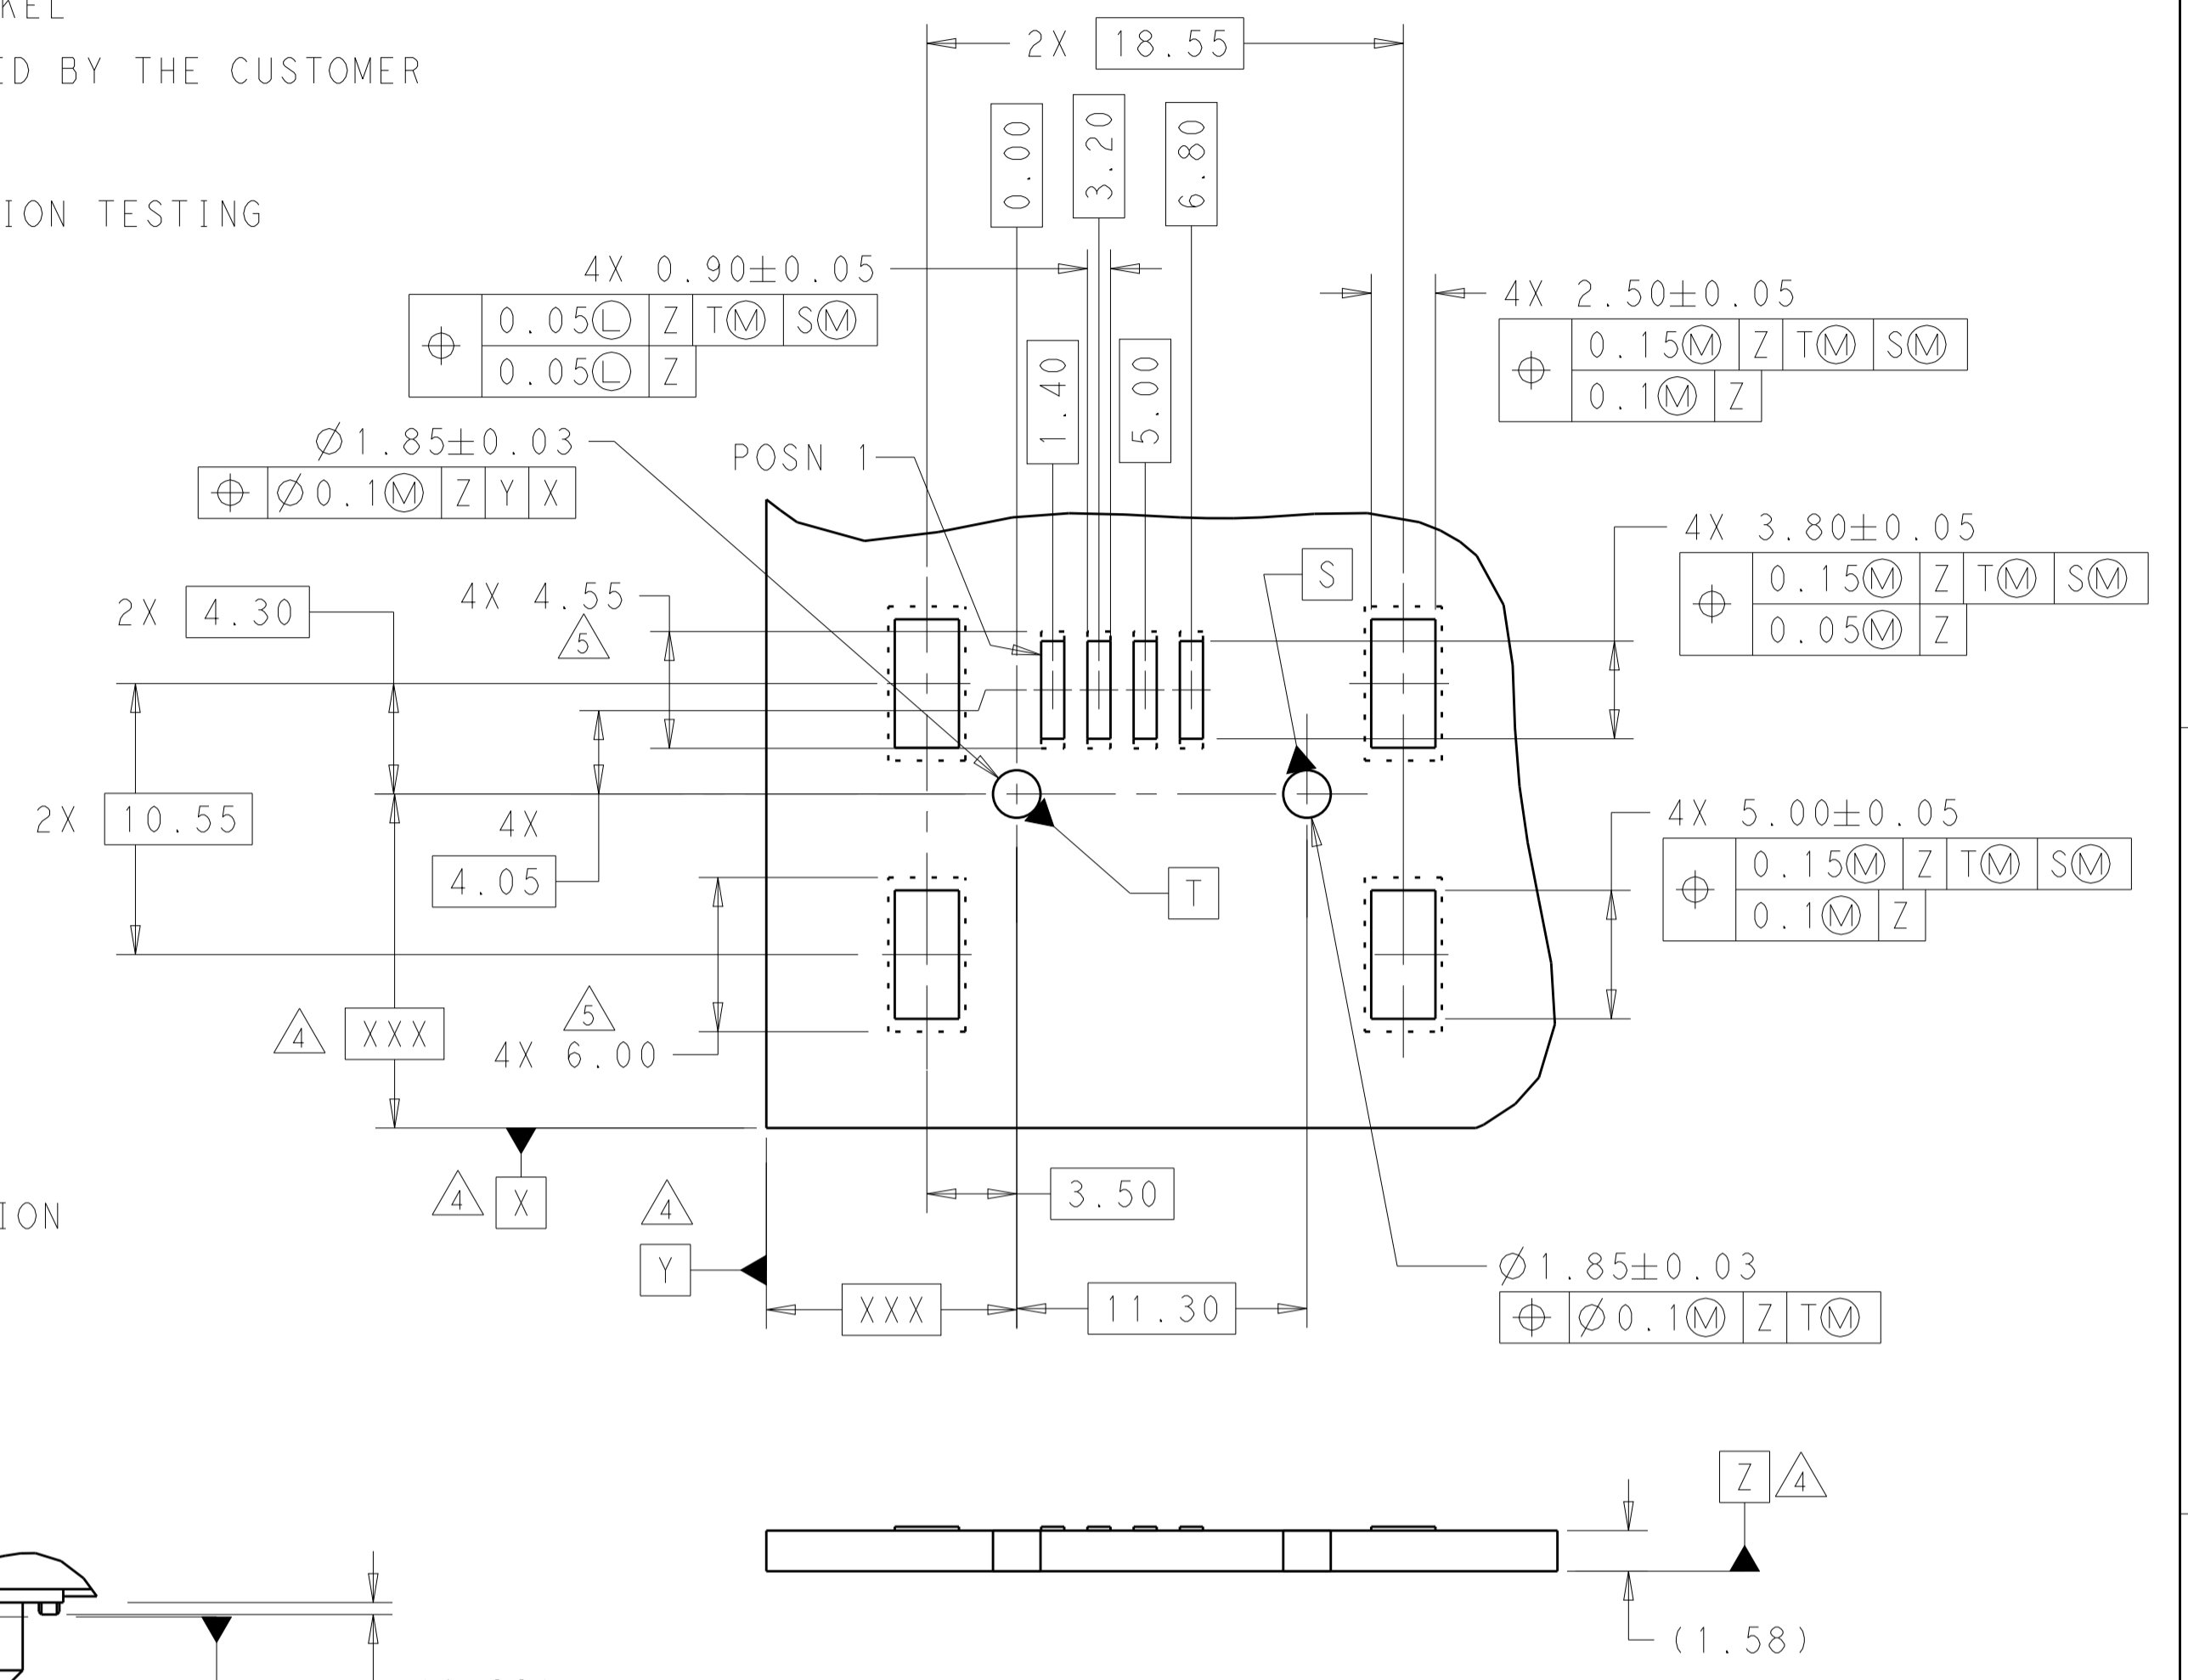 2X 18.55
BY THE CUSTOMER
0.00
3.20
6.80
TESTING
4X 0.90±0.05
⌖ 0.05Ⓛ Z TⓂ SⓂ
0.05Ⓛ Z
4X 2.50±0.05
⌖ 0.15Ⓜ Z TⓂ SⓂ
0.1Ⓜ Z
1.40
5.00
Ø1.85±0.03
⌖ Ø0.1Ⓜ Z Y X
POSN 1
4X 3.80±0.05
⌖ 0.15Ⓜ Z TⓂ SⓂ
0.05Ⓜ Z
S
2X 4.30
4X 4.55
5
2X 10.55
4X
4.05
4X 5.00±0.05
⌖ 0.15Ⓜ Z TⓂ SⓂ
0.1Ⓜ Z
T
4 XXX
5
4X 6.00
4 X
4
Y
3.50
XXX
11.30
Ø1.85±0.03
⌖ Ø0.1Ⓜ Z TⓂ
Z 4
(1.58)